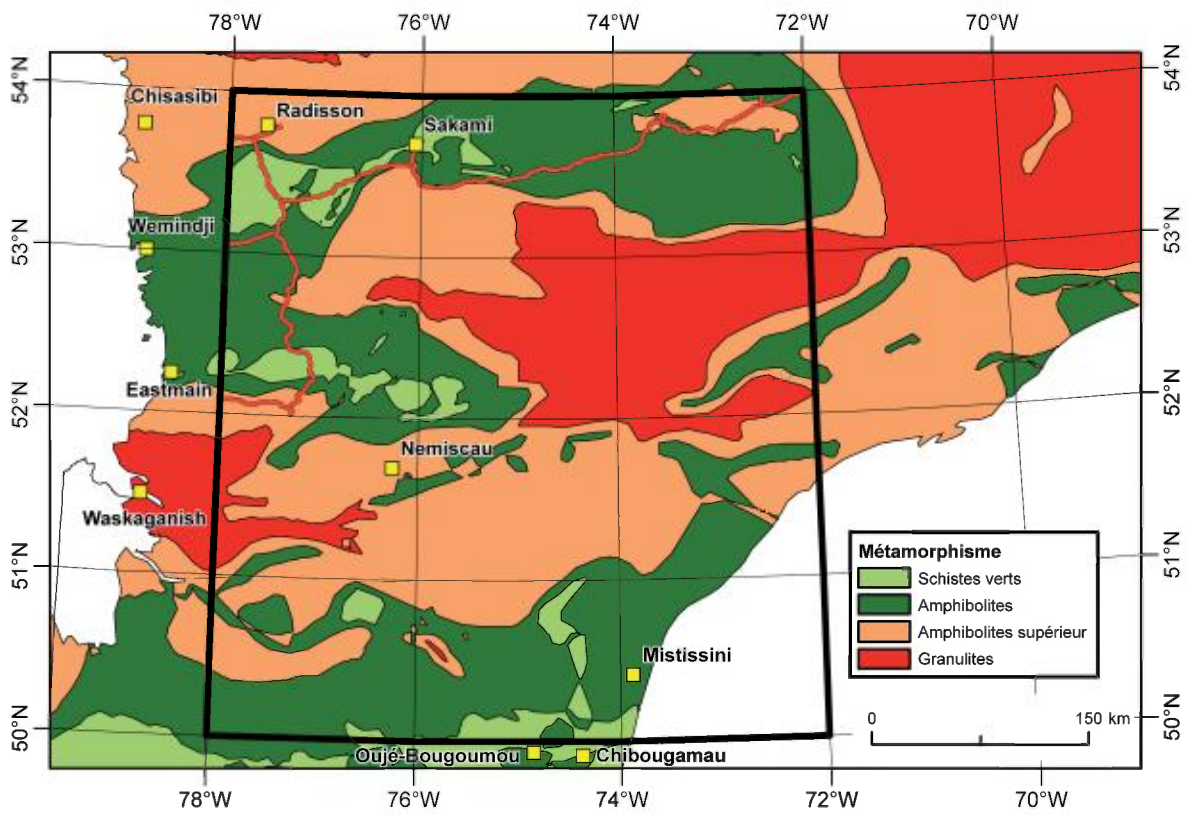 78°W 76°W 74°W 72°W 70°W
54°N 54°N
Chisasibi
Radisson
Sakami
Wemindji
53°N 53°N
Eastmain
52°N 52°N
Nemiscau
Waskaganish
51°N 51°N
Métamorphisme
Schistes verts
Amphibolites
Amphibolites supérieur
Granulites
Mistissini
0 150 km
50°N 50°N
Oujé-Bougoumou Chibougamau
78°W 76°W 74°W 72°W 70°W